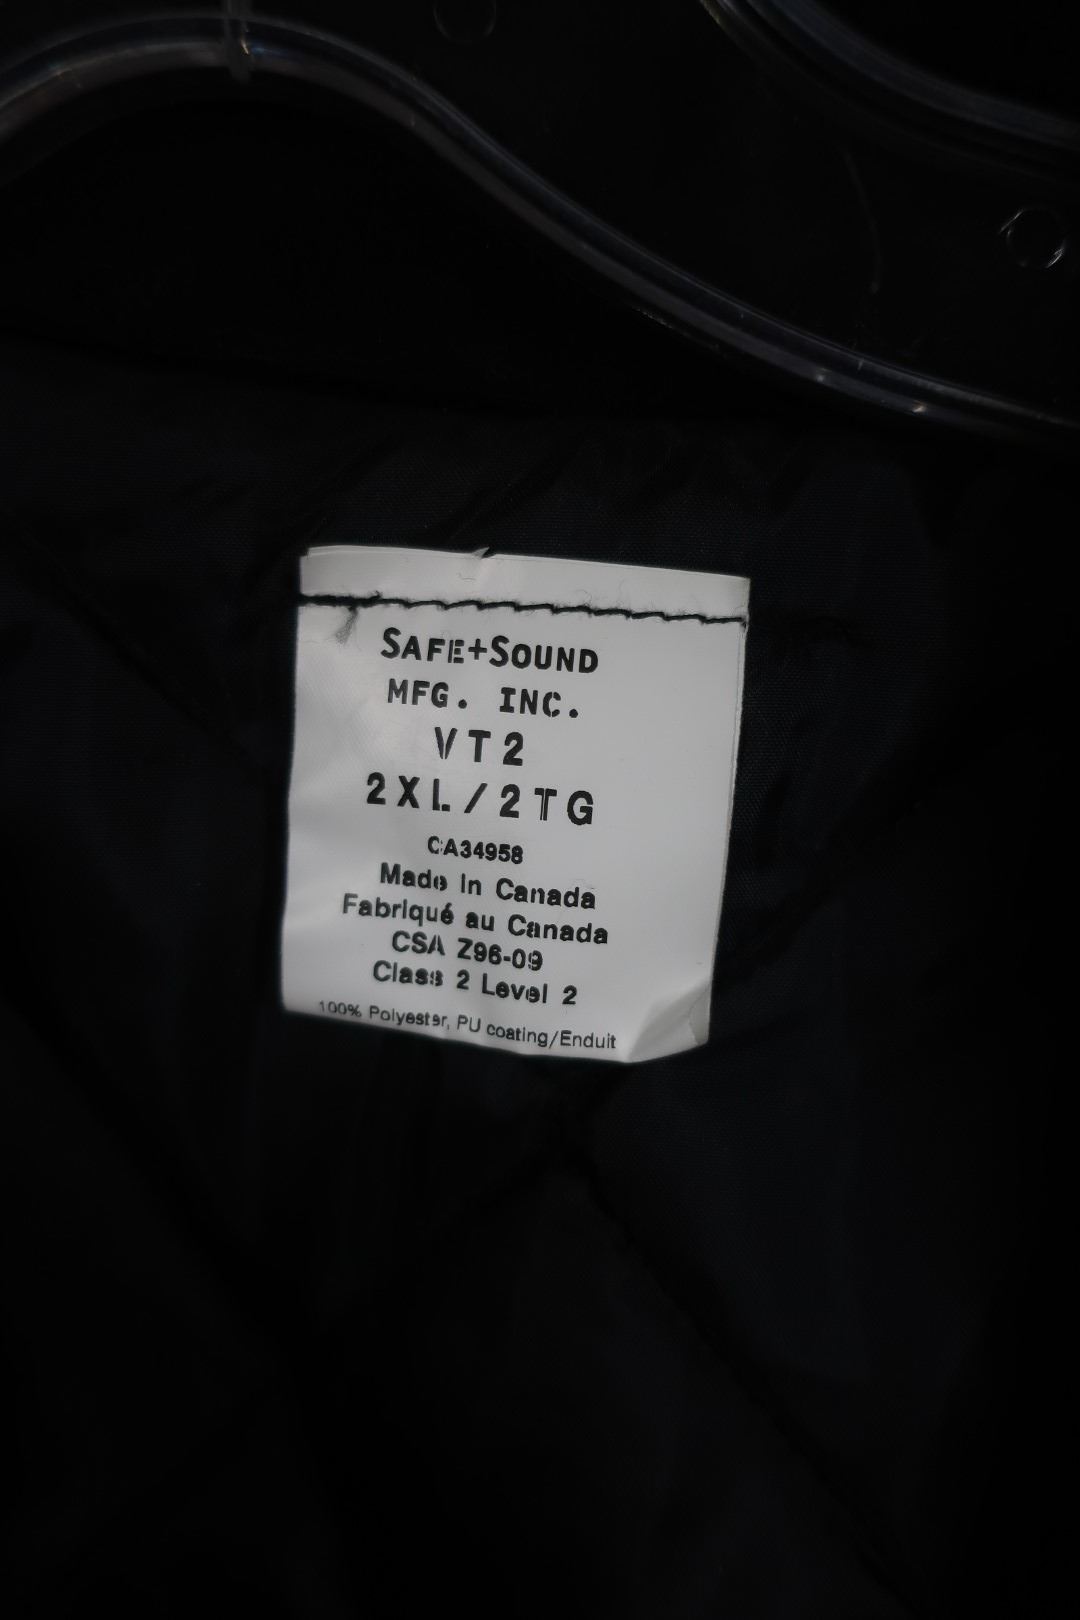 SAFE+SOUND
MFG. INC.
VT2
2XL/2TG
CA34958
Made In Canada
Fabriqué au Canada
CSA Z96-09
Class 2 Level 2
100% Polyester, PU coating/Enduit